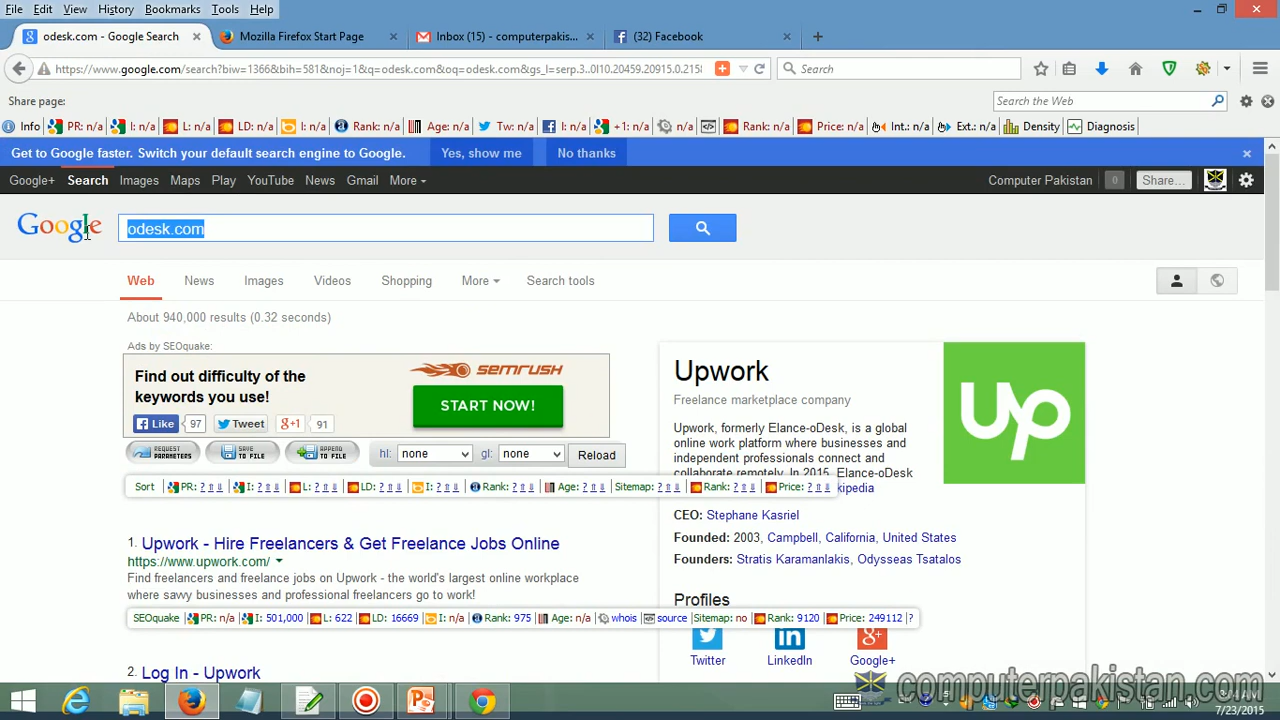 File Edit View History Bookmarks Tools Help
odesk.com - Google Search × Mozilla Firefox Start Page × Inbox (15) - computerpakis... × (32) Facebook × +
https://www.google.com/search?biw=1366&bih=581&noj=1&q=odesk.com&oq=odesk.com&gs_l=serp.3..0l10.20459.20915.0.2158 Search
Share page: Search the Web
Info PR: n/a I: n/a L: n/a LD: n/a I: n/a Rank: n/a Age: n/a Tw: n/a I: n/a +1: n/a n/a Rank: n/a Price: n/a Int.: n/a Ext.: n/a Density Diagnosis
Get to Google faster. Switch your default search engine to Google. Yes, show me No thanks
Google+ Search Images Maps Play YouTube News Gmail More Computer Pakistan 0 Share...
Google odesk.com
Web News Images Videos Shopping More Search tools
About 940,000 results (0.32 seconds)
Ads by SEOquake:
Find out difficulty of the
keywords you use!
semrush
START NOW!
Like 97 Tweet g+1 91
REQUEST PARAMETERS SAVE TO FILE APPEND TO FILE hl: none gl: none Reload
Sort PR: ? I: ? L: ? LD: ? I: ? Rank: ? Age: ? Sitemap: ? Rank: ? Price: ?
1. Upwork - Hire Freelancers & Get Freelance Jobs Online
https://www.upwork.com/
Find freelancers and freelance jobs on Upwork - the world's largest online workplace
where savvy businesses and professional freelancers go to work!
SEOquake PR: n/a I: 501,000 L: 622 LD: 16669 I: n/a Rank: 975 Age: n/a whois source Sitemap: no Rank: 9120 Price: 249112 ?
2. Log In - Upwork
Upwork
Freelance marketplace company
up
Upwork, formerly Elance-oDesk, is a global
online work platform where businesses and
independent professionals connect and
collaborate remotely. In 2015, Elance-oDesk
kipedia
CEO: Stephane Kasriel
Founded: 2003, Campbell, California, United States
Founders: Stratis Karamanlakis, Odysseas Tsatalos
Profiles
Twitter LinkedIn Google+
computerpakistan.com
7/23/2015